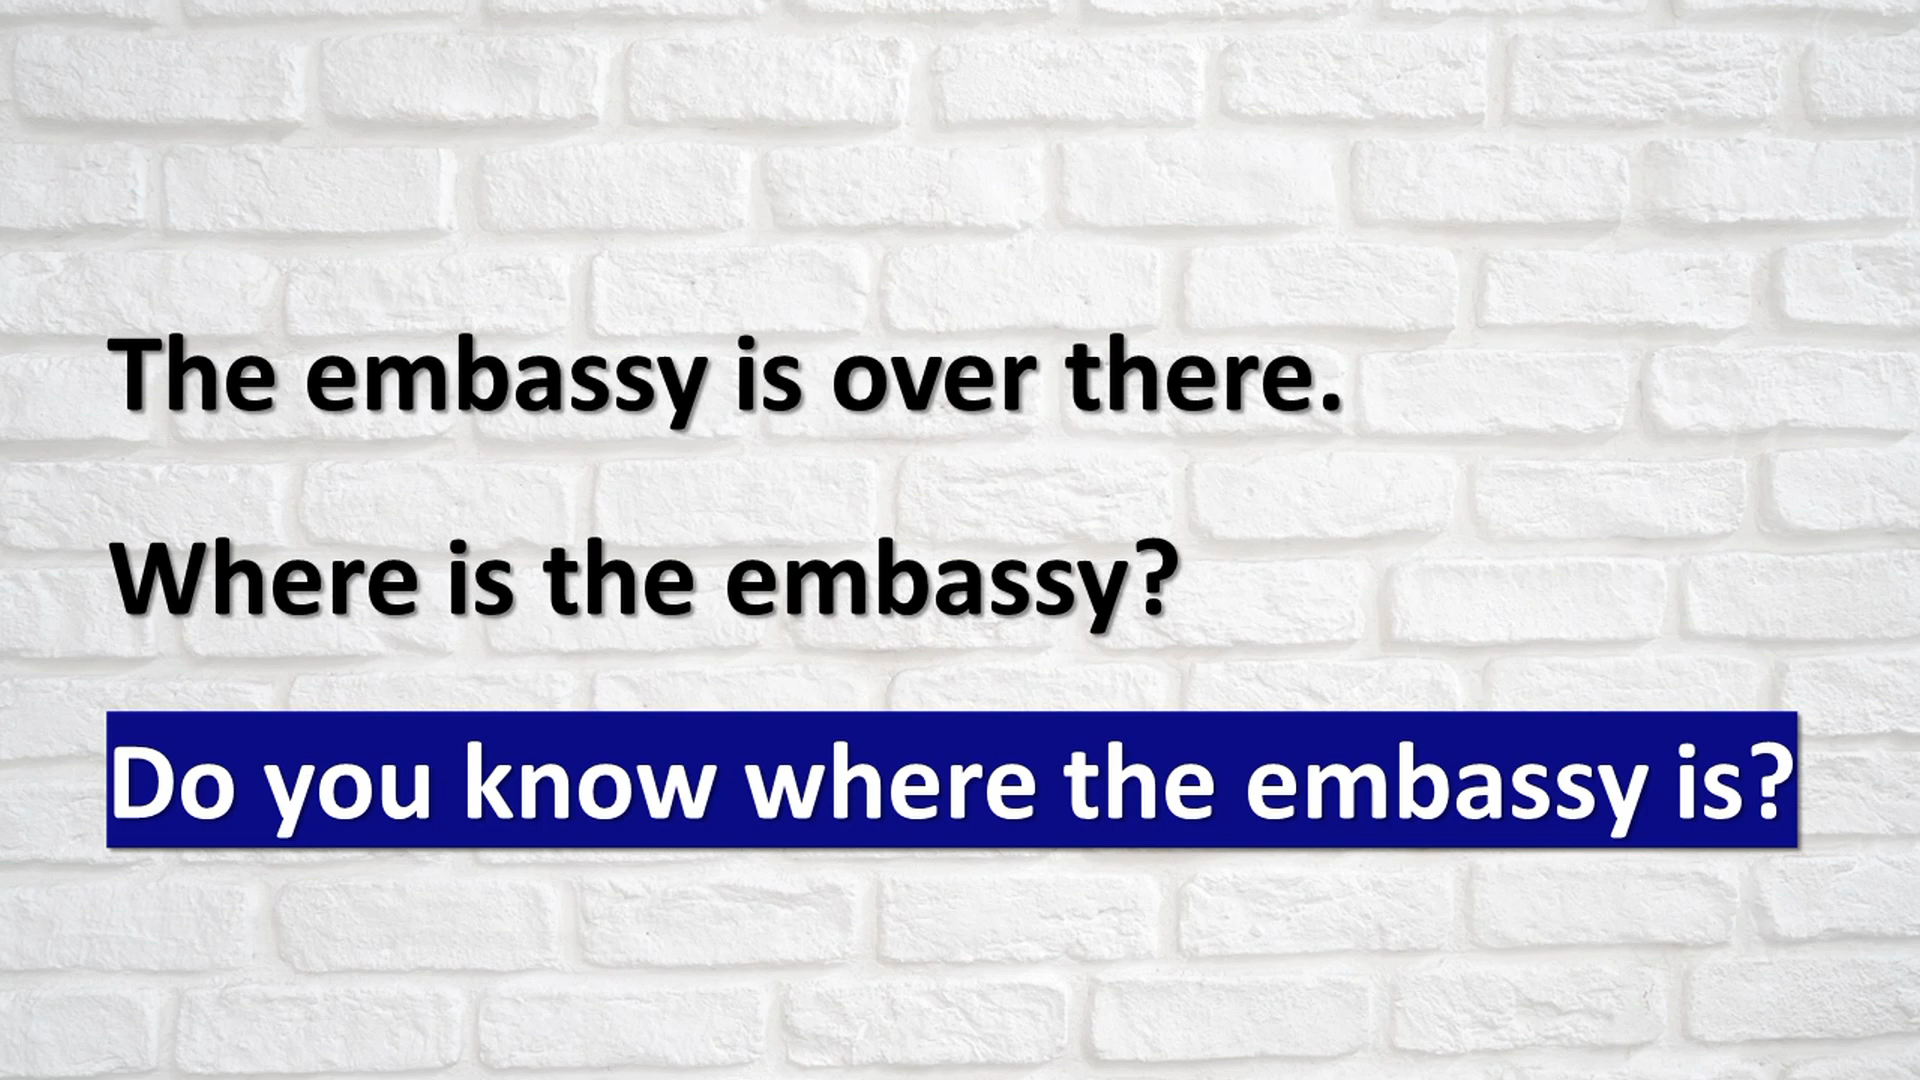 The embassy is over there.
Where is the embassy?
Do you know where the embassy is?